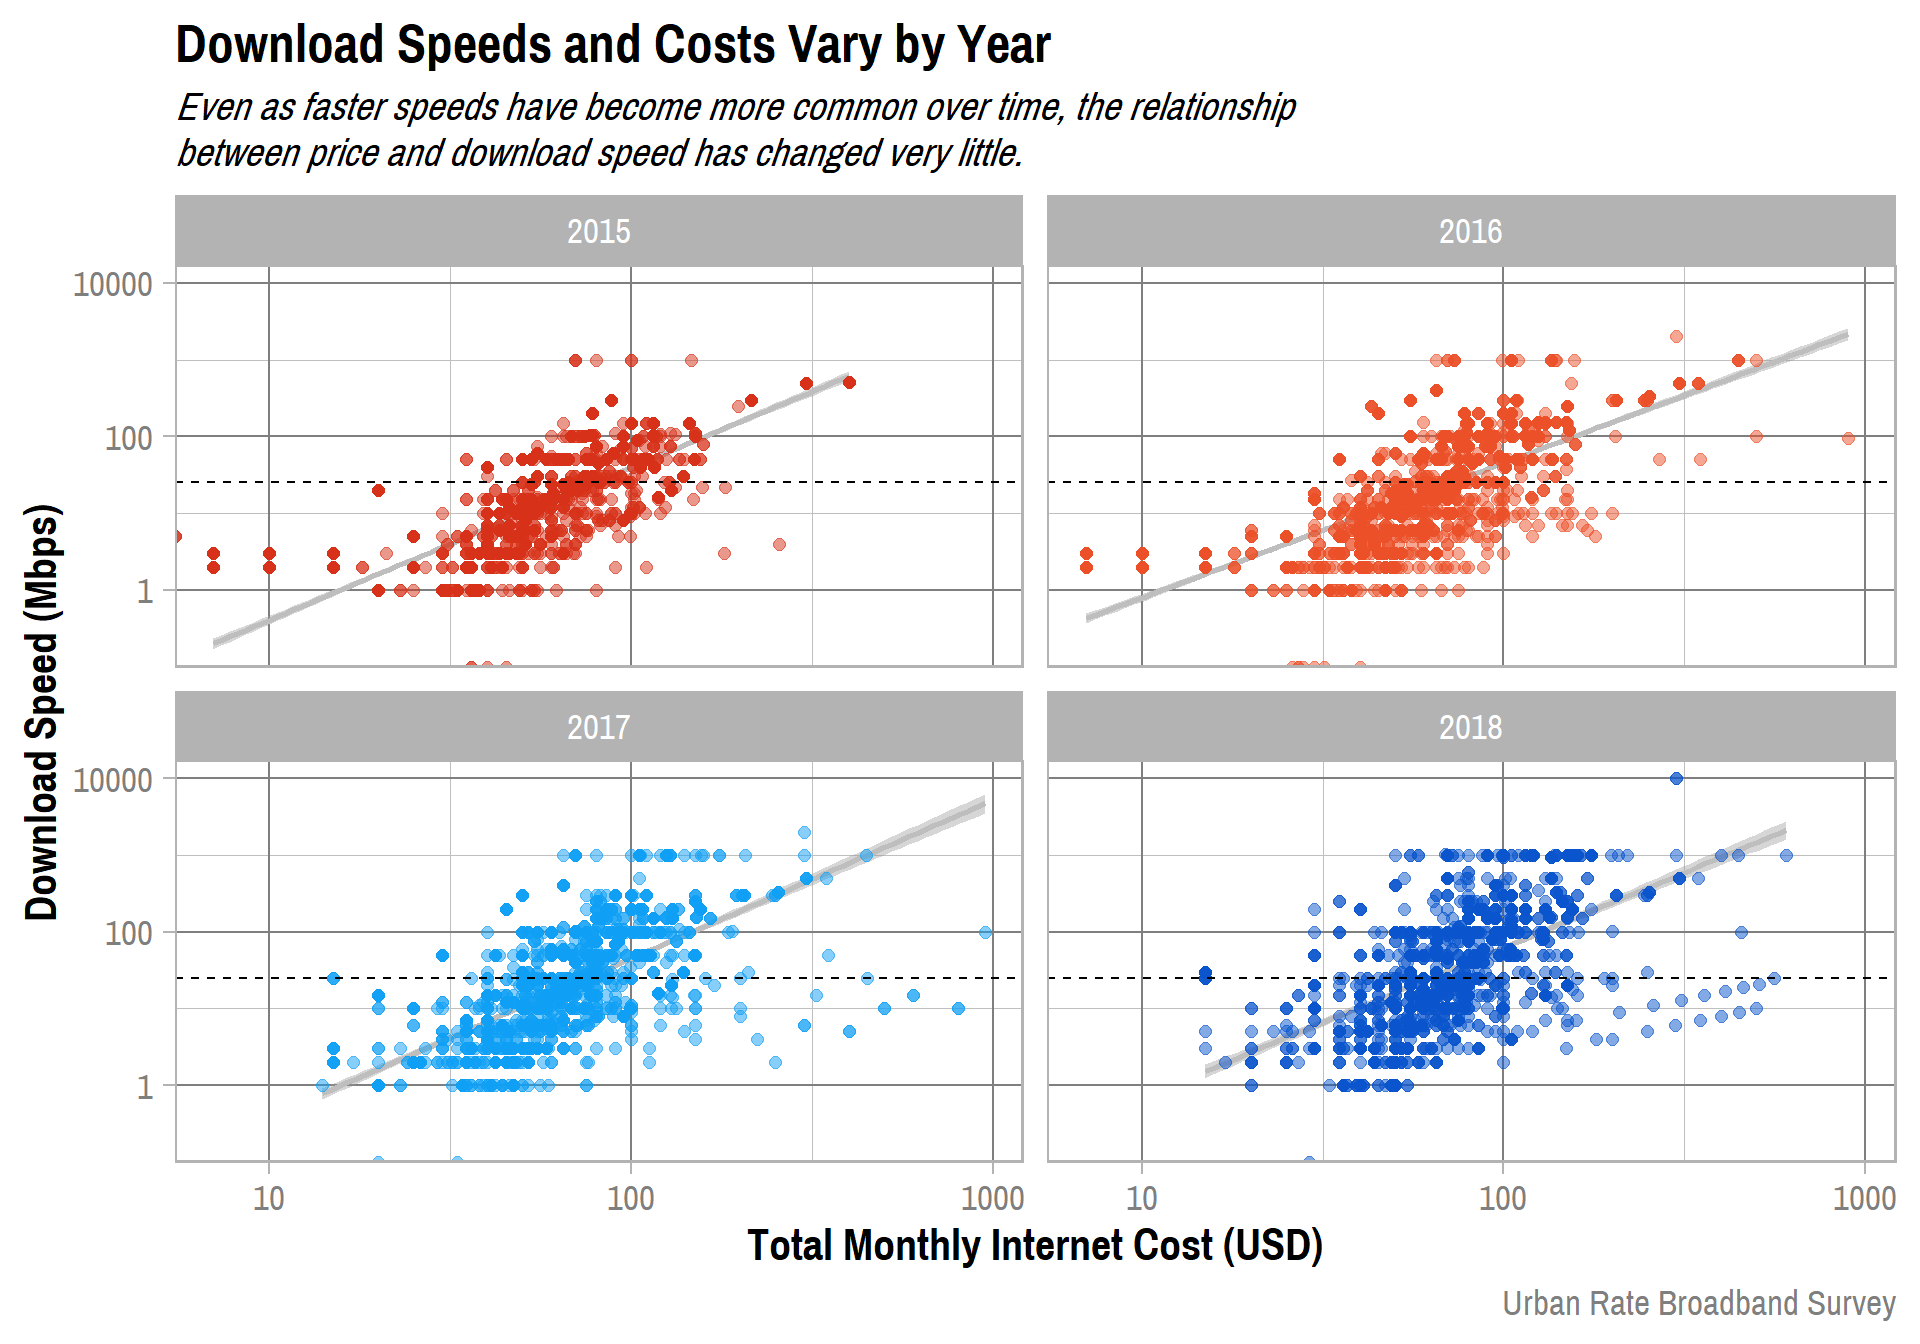 Download Speeds and Costs Vary by Year
Even as faster speeds have become more common over time, the relationship
between price and download speed has changed very little.
2015
2016
10000
100
1
2017
2018
10000
100
1
10
100
1000
10
100
1000
Download Speed (Mbps)
Total Monthly Internet Cost (USD)
Urban Rate Broadband Survey